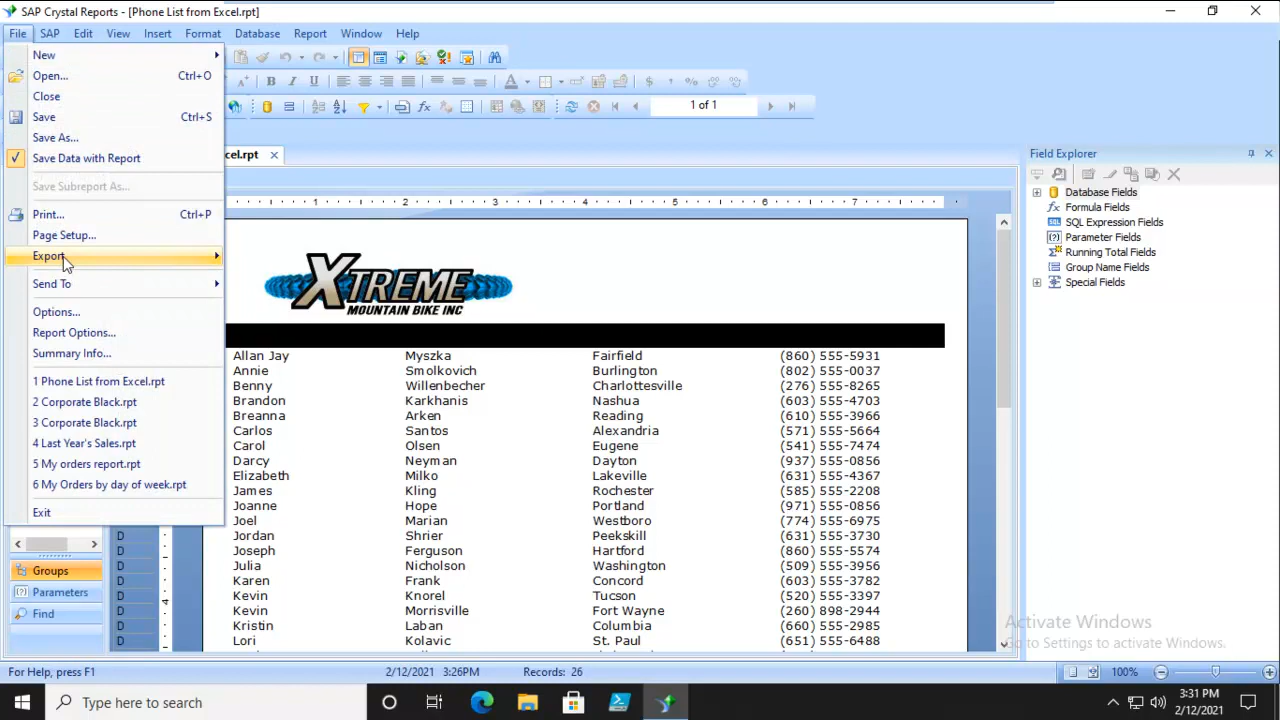 SAP Crystal Reports - [Phone List from Excel.rpt]
File SAP Edit View Insert Format Database Report Window Help
New
Open... Ctrl+O
Close
Save Ctrl+S
Save As...
Save Data with Report
Save Subreport As...
Print... Ctrl+P
Page Setup...
Export
Send To
Options...
Report Options...
Summary Info...
1 Phone List from Excel.rpt
2 Corporate Black.rpt
3 Corporate Black.rpt
4 Last Year's Sales.rpt
5 My orders report.rpt
6 My Orders by day of week.rpt
Exit
B I U A $ %
1 of 1
cel.rpt
1 2 3 4 5 6 7
XTREME
MOUNTAIN BIKE INC
Allan Jay Myszka Fairfield (860) 555-5931
Annie Smolkovich Burlington (802) 555-0037
Benny Willenbecher Charlottesville (276) 555-8265
Brandon Karkhanis Nashua (603) 555-4703
Breanna Arken Reading (610) 555-3966
Carlos Santos Alexandria (571) 555-5664
Carol Olsen Eugene (541) 555-7474
Darcy Neyman Dayton (937) 555-0856
Elizabeth Milko Lakeville (631) 555-4367
James Kling Rochester (585) 555-2208
Joanne Hope Portland (971) 555-0856
Joel Marian Westboro (774) 555-6975
Jordan Shrier Peekskill (631) 555-3730
Joseph Ferguson Hartford (860) 555-5574
Julia Nicholson Washington (509) 555-3956
Karen Frank Concord (603) 555-3782
Kevin Knorel Tucson (520) 555-3397
Kevin Morrisville Fort Wayne (260) 898-2944
Kristin Laban Columbia (660) 555-2985
Lori Kolavic St. Paul (651) 555-6488
D
D
D
D
D
D
D
4
Groups
Parameters
Find
Field Explorer
Database Fields
Formula Fields
SQL Expression Fields
Parameter Fields
Running Total Fields
Group Name Fields
Special Fields
Activate Windows
Go to Settings to activate Windows.
For Help, press F1 2/12/2021 3:26PM Records: 26 100%
Type here to search
3:31 PM
2/12/2021